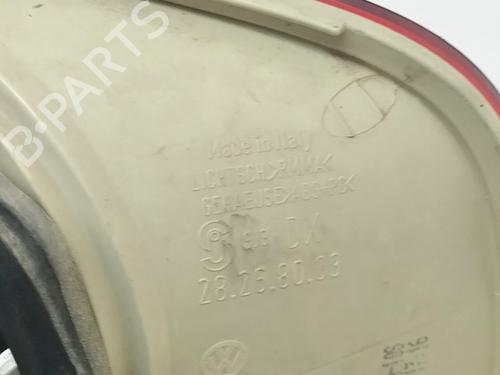 B-PARTS
Made in Italy
LICHTSCH>PMMA<
GEHAEUSE>ABS+PC<
S.E DX
28.26.80.03